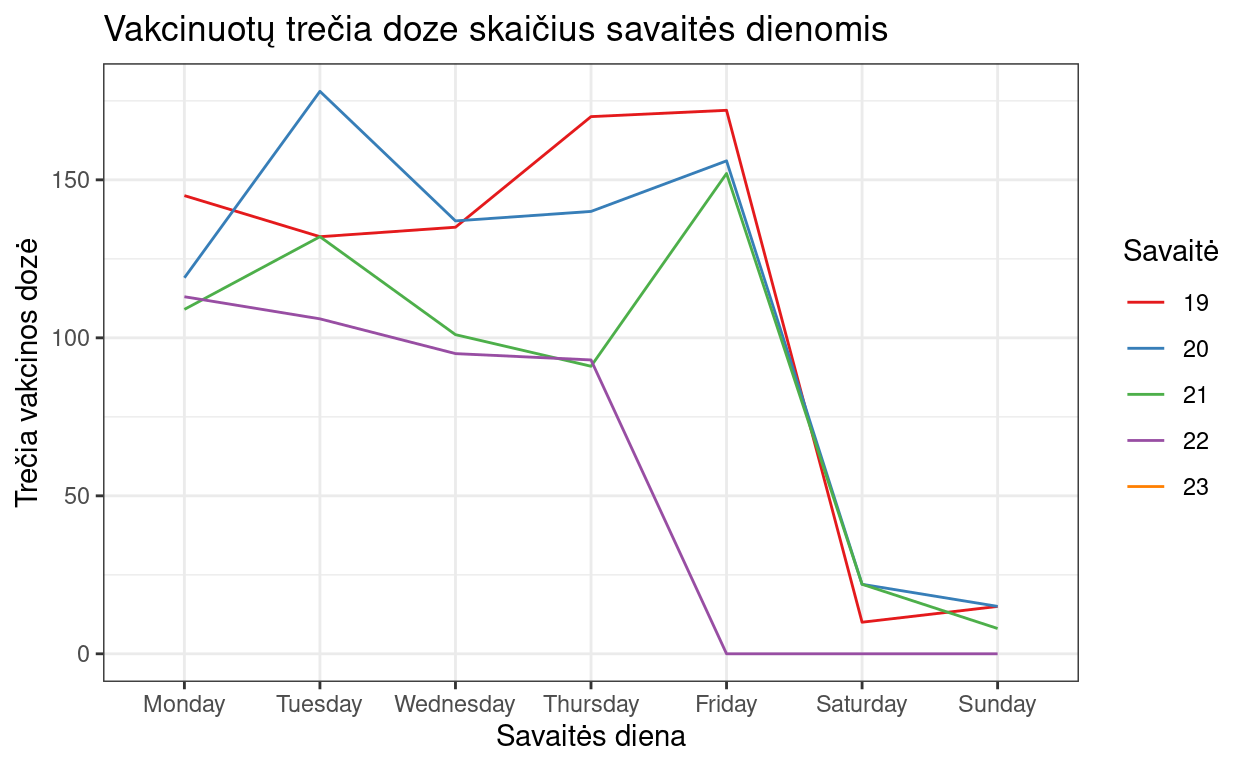 Vakcinuotų trečia doze skaičius savaitės dienomis
Trečia vakcinos dozė
150
100
50
0
Monday Tuesday Wednesday Thursday Friday Saturday Sunday
Savaitės diena
Savaitė
19
20
21
22
23